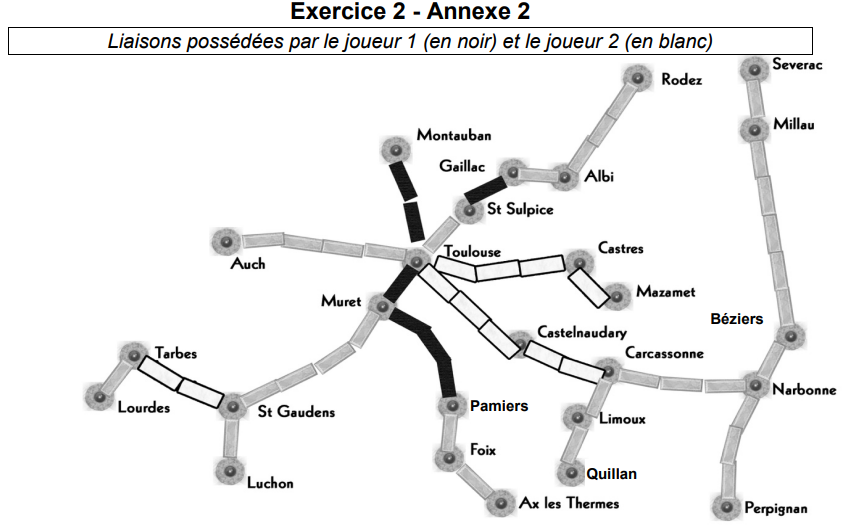 Exercice 2 - Annexe 2
Liaisons possédées par le joueur 1 (en noir) et le joueur 2 (en blanc)
Severac
Rodez
Millau
Montauban
Gaillac
Albi
St Sulpice
Toulouse
Castres
Auch
Mazamet
Muret
Béziers
Castelnaudary
Tarbes
Carcassonne
Narbonne
Lourdes
St Gaudens
Pamiers
Limoux
Foix
Quillan
Luchon
Ax les Thermes
Perpignan